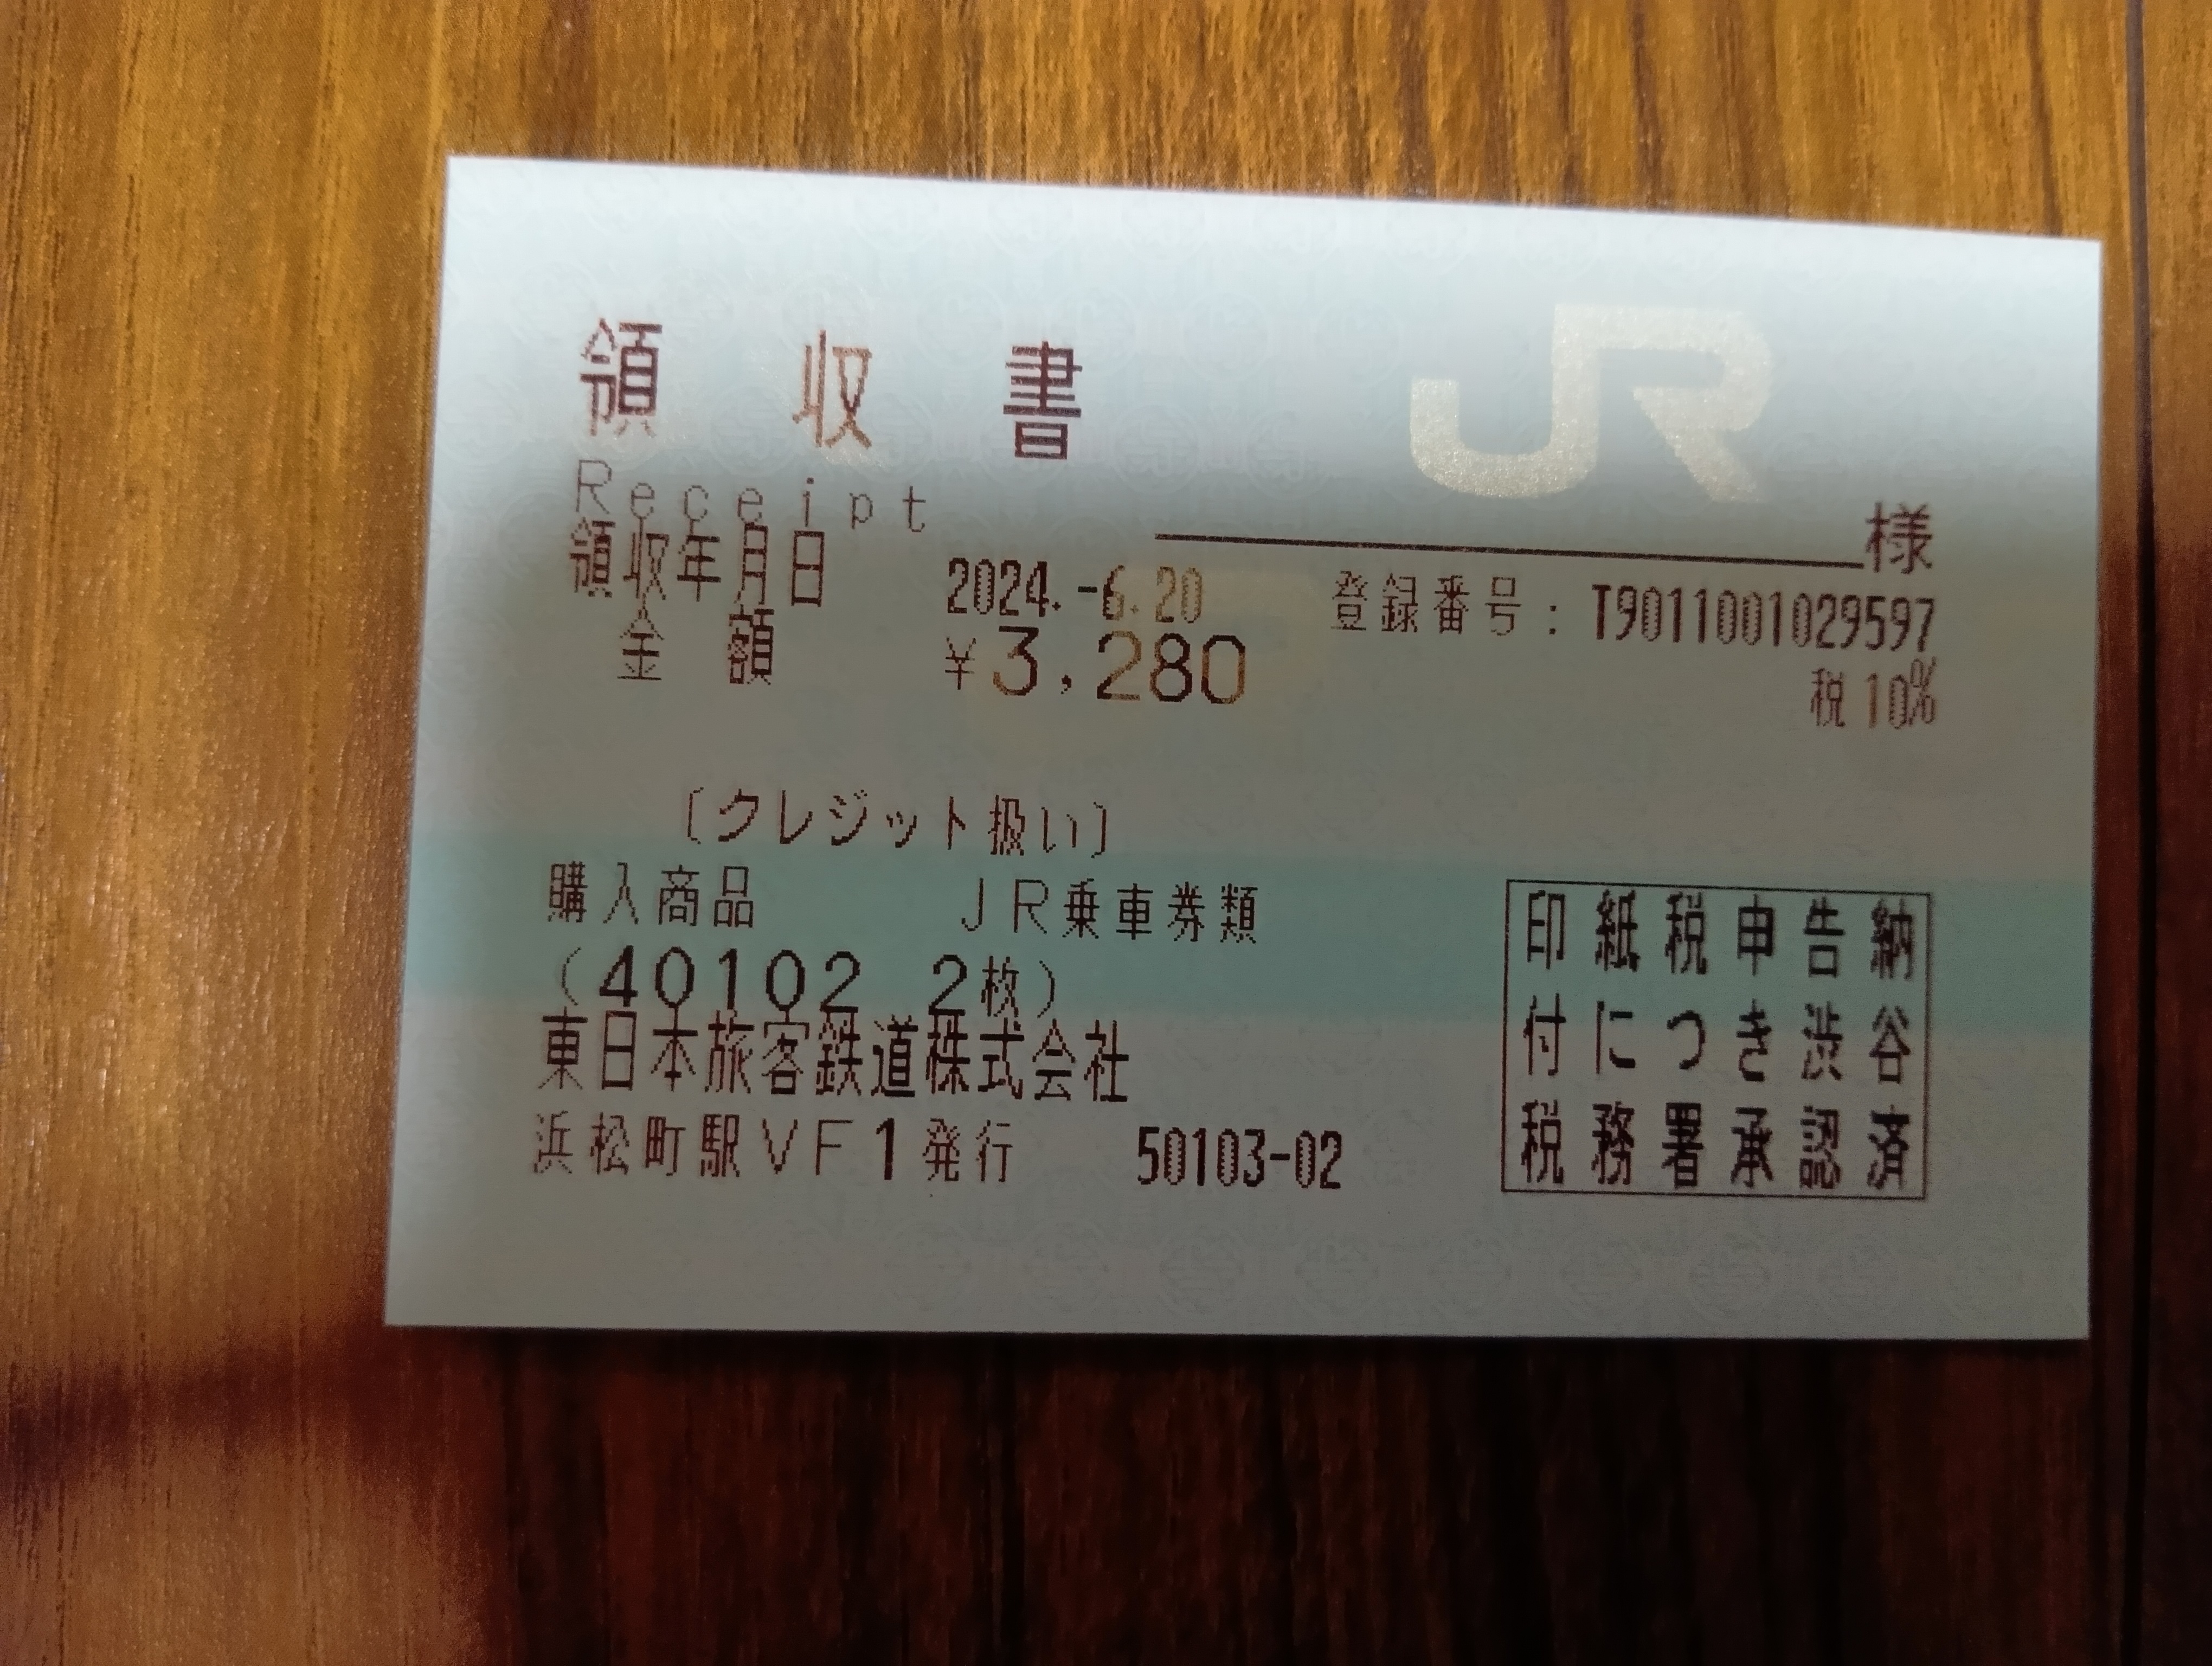 領収書
JR
Receipt
様
領収年月日 2024.-6.20 登録番号：T9011001029597
金額 ¥3,280
税10%
〔クレジット扱い〕
購入商品 JR乗車券類
(40102 2枚)
東日本旅客鉄道株式会社
浜松町駅VF1発行 50103-02
印紙税申告納
付につき渋谷
税務署承認済